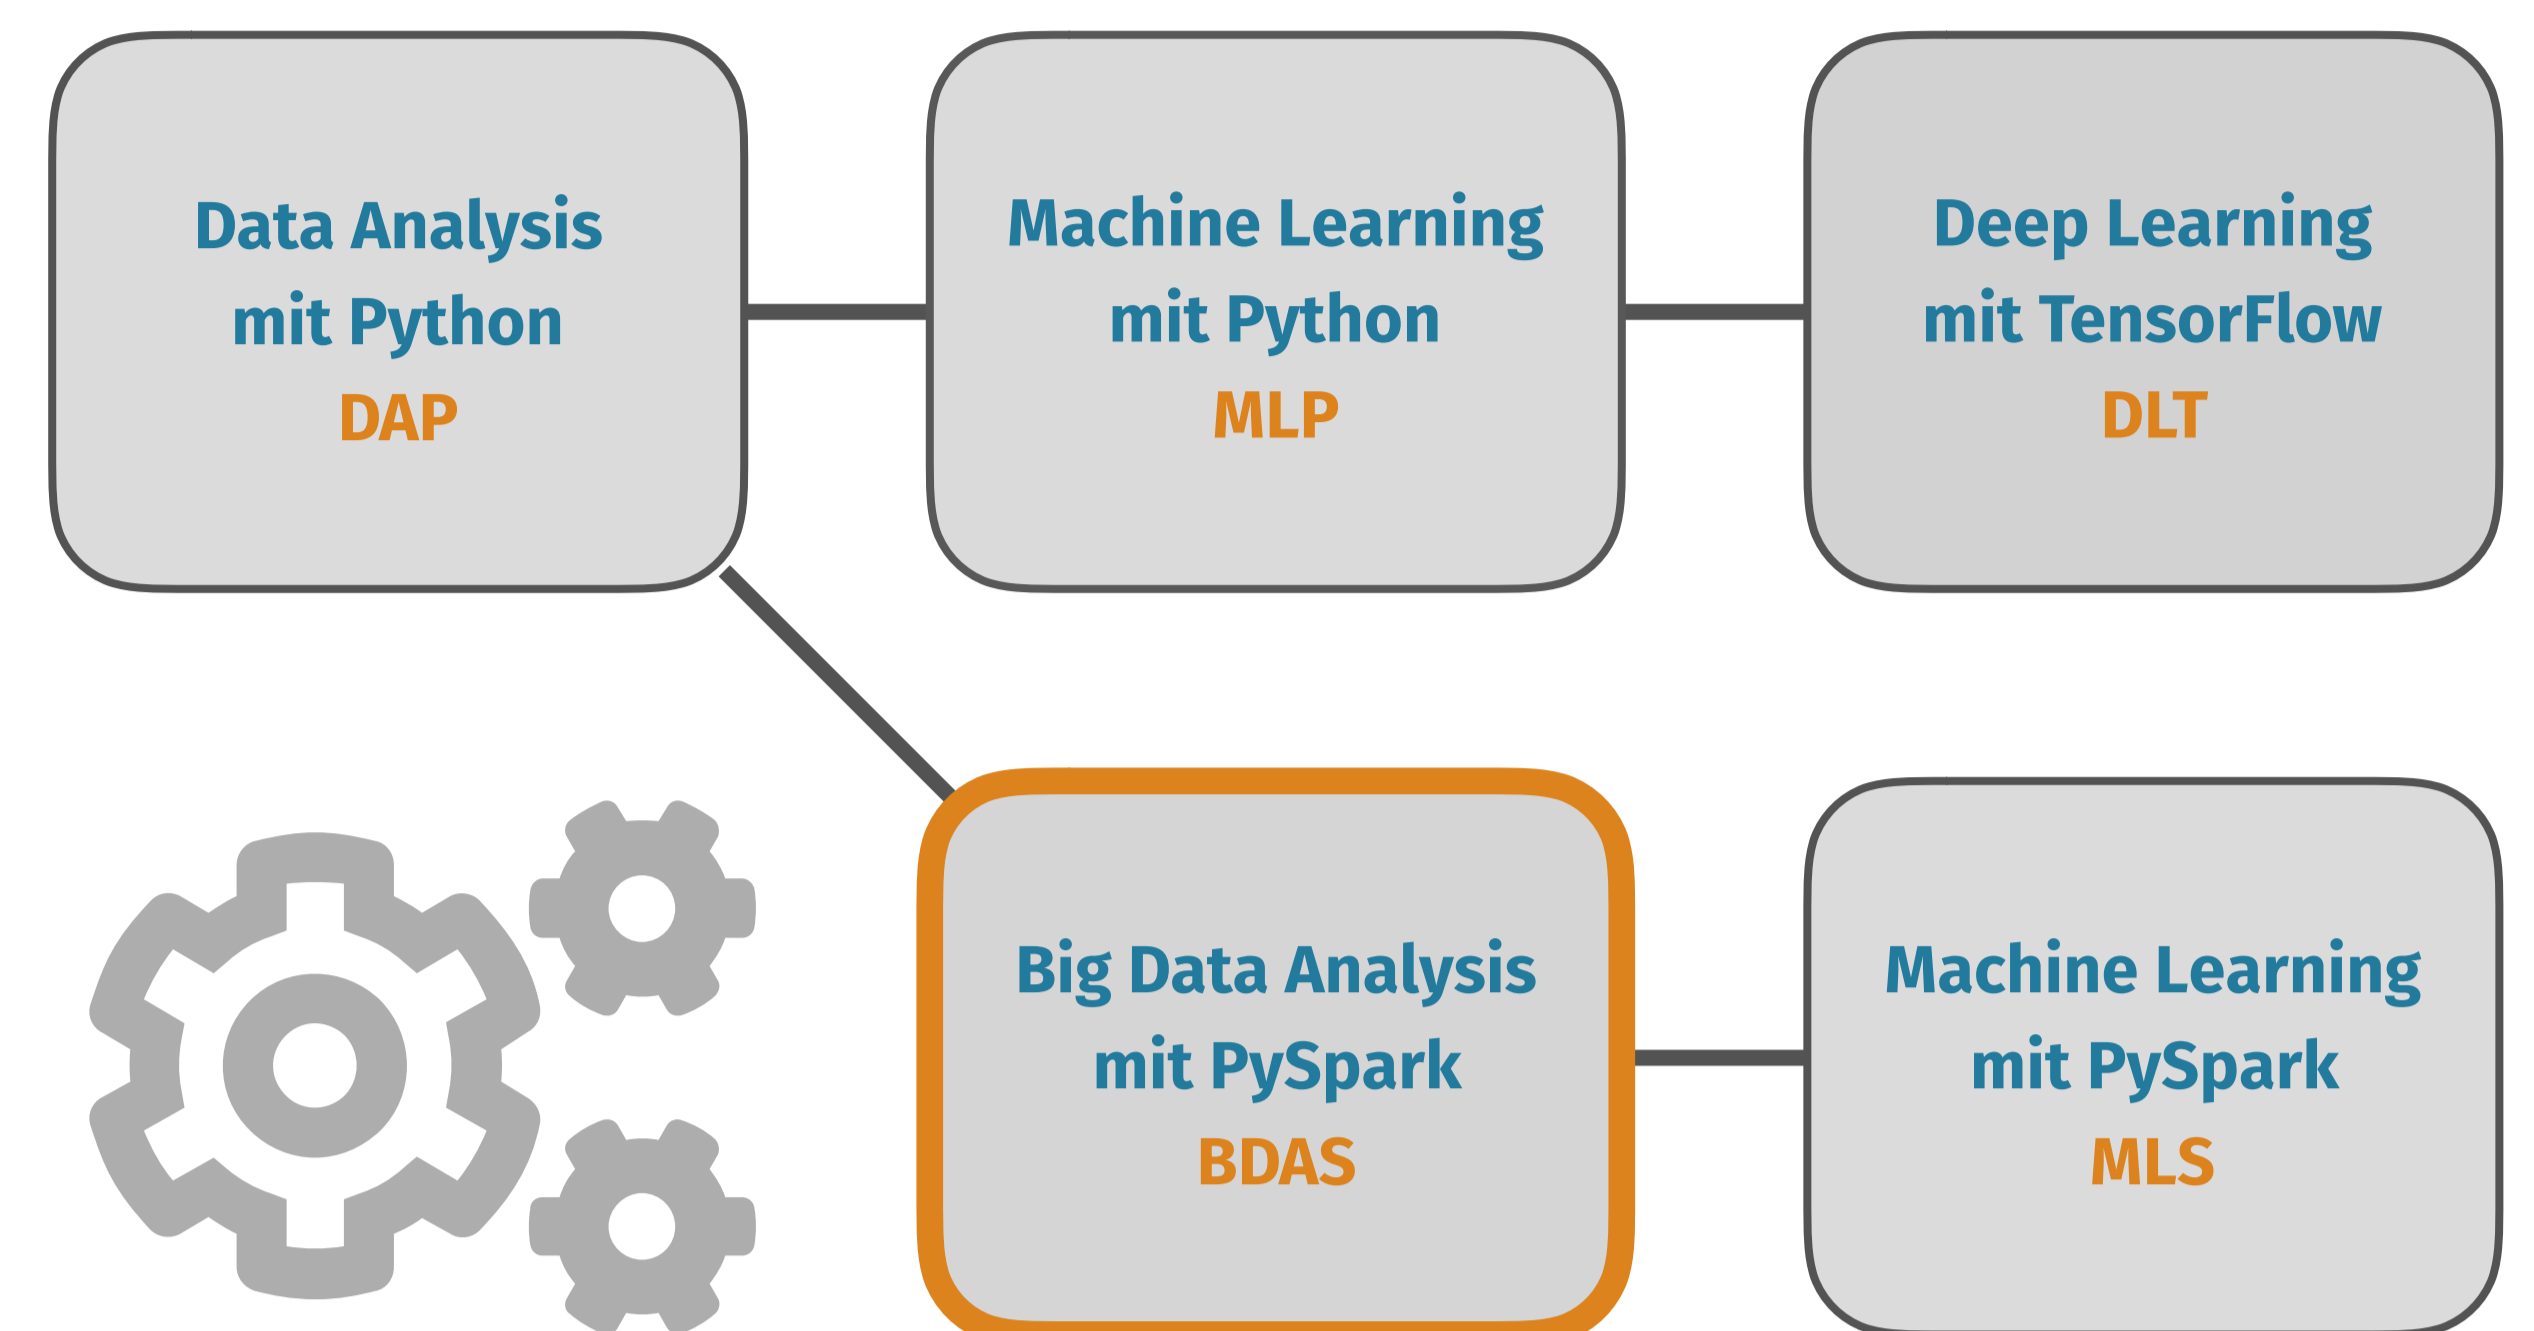 Data Analysis
mit Python
DAP
Machine Learning
mit Python
MLP
Deep Learning
mit TensorFlow
DLT
Big Data Analysis
mit PySpark
BDAS
Machine Learning
mit PySpark
MLS